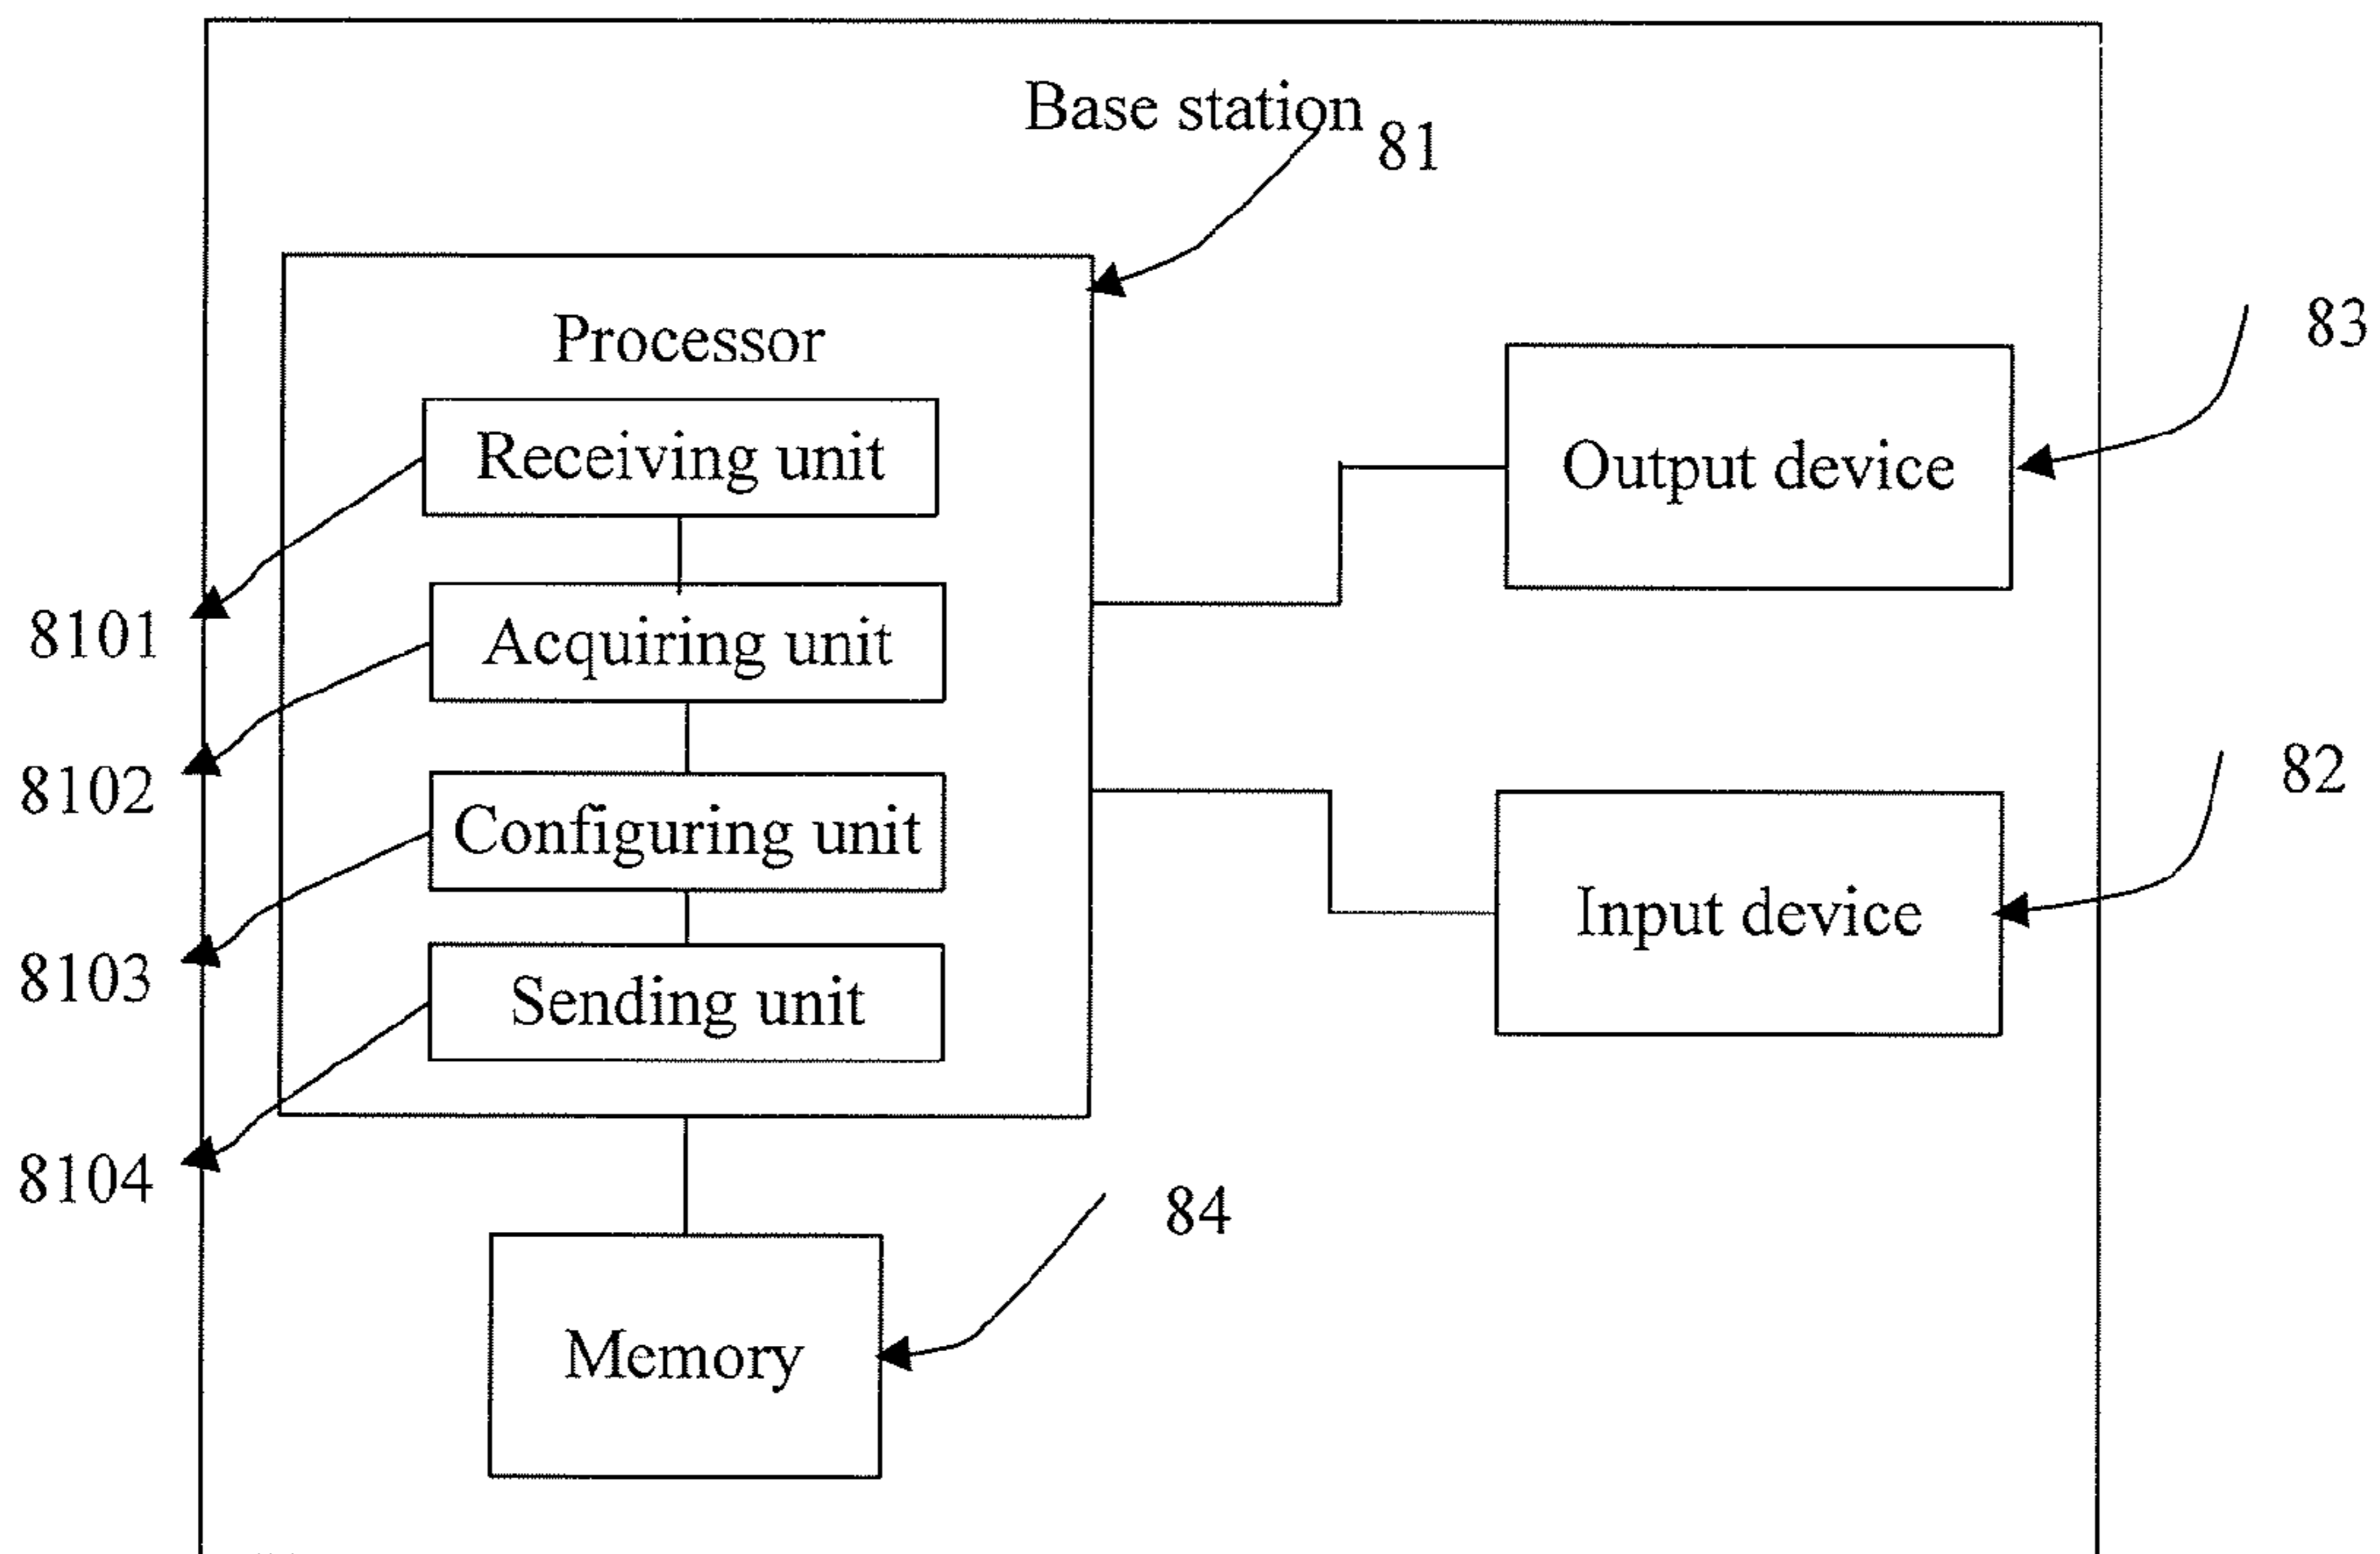 Base station
81
Processor
83
Receiving unit
Output device
8101
Acquiring unit
8102
82
Configuring unit
Input device
8103
Sending unit
8104
84
Memory